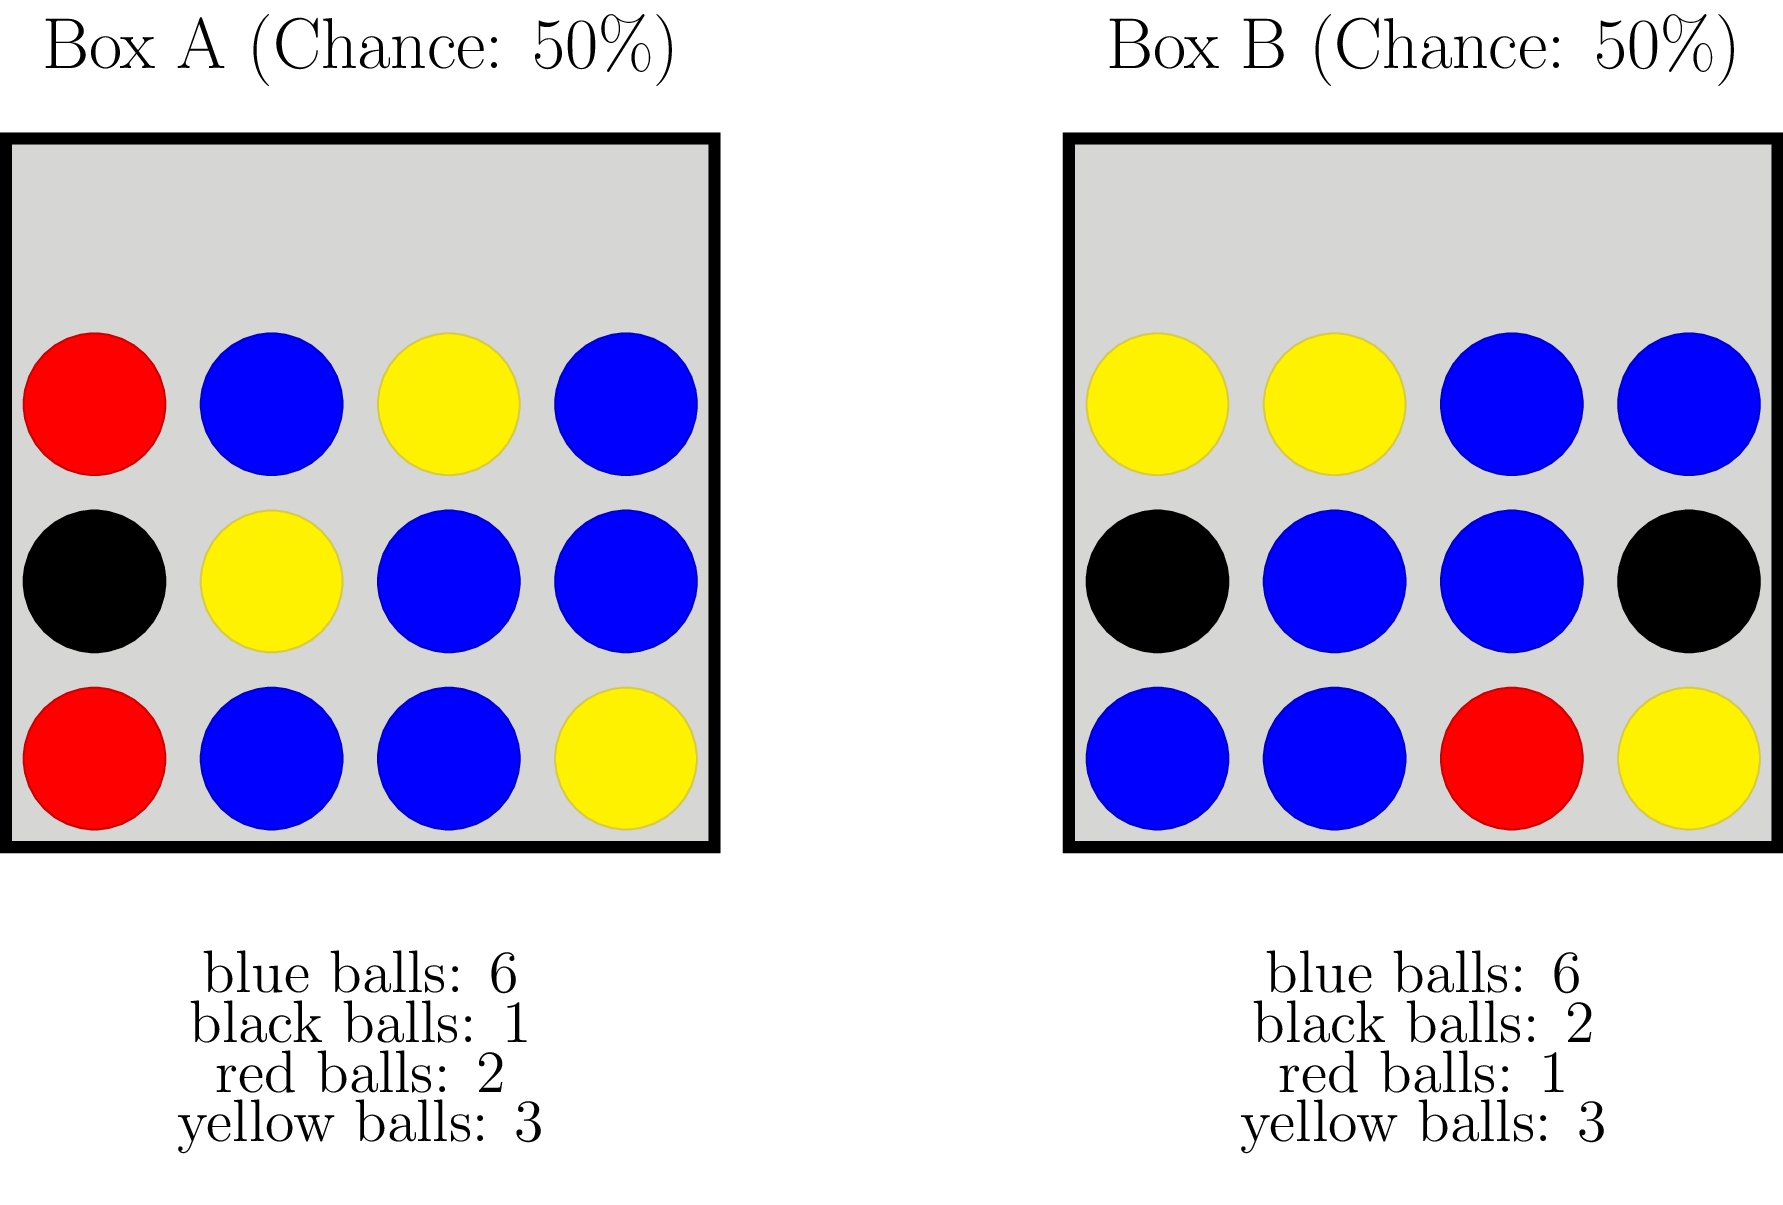 Box A (Chance: 50%)
Box B (Chance: 50%)
blue balls: 6
black balls: 1
red balls: 2
yellow balls: 3
blue balls: 6
black balls: 2
red balls: 1
yellow balls: 3